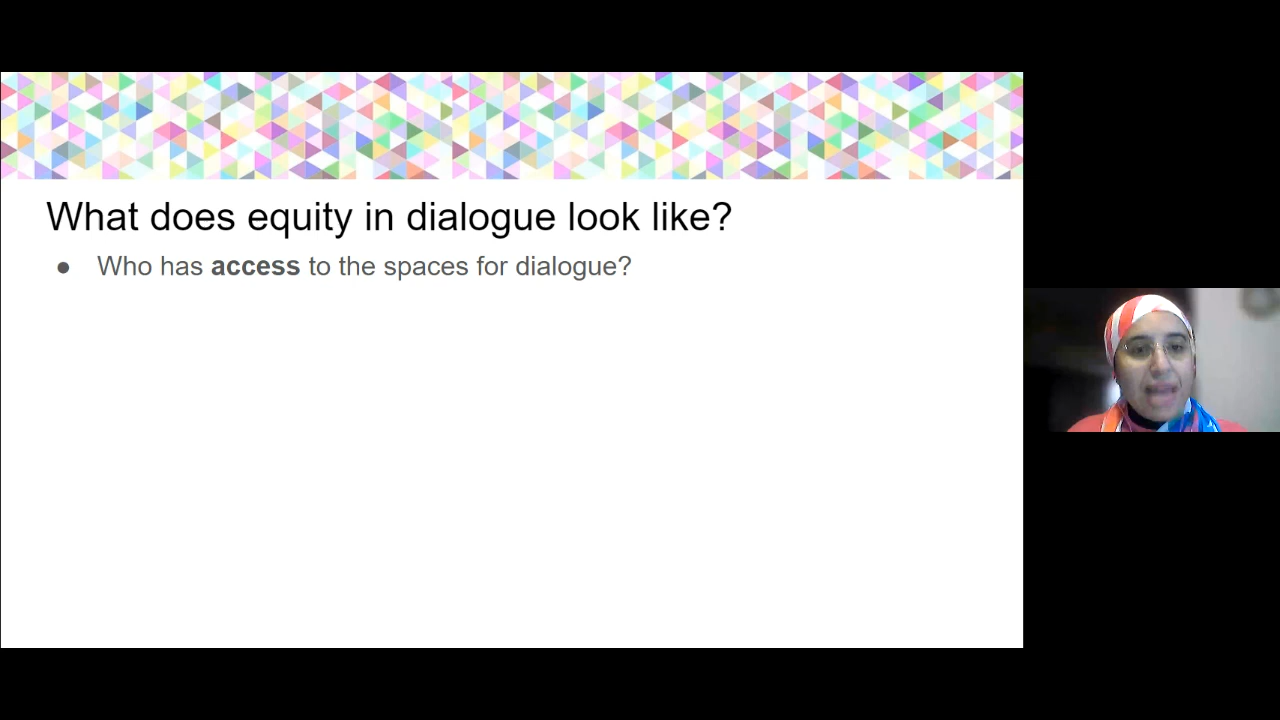 What does equity in dialogue look like?
● Who has access to the spaces for dialogue?